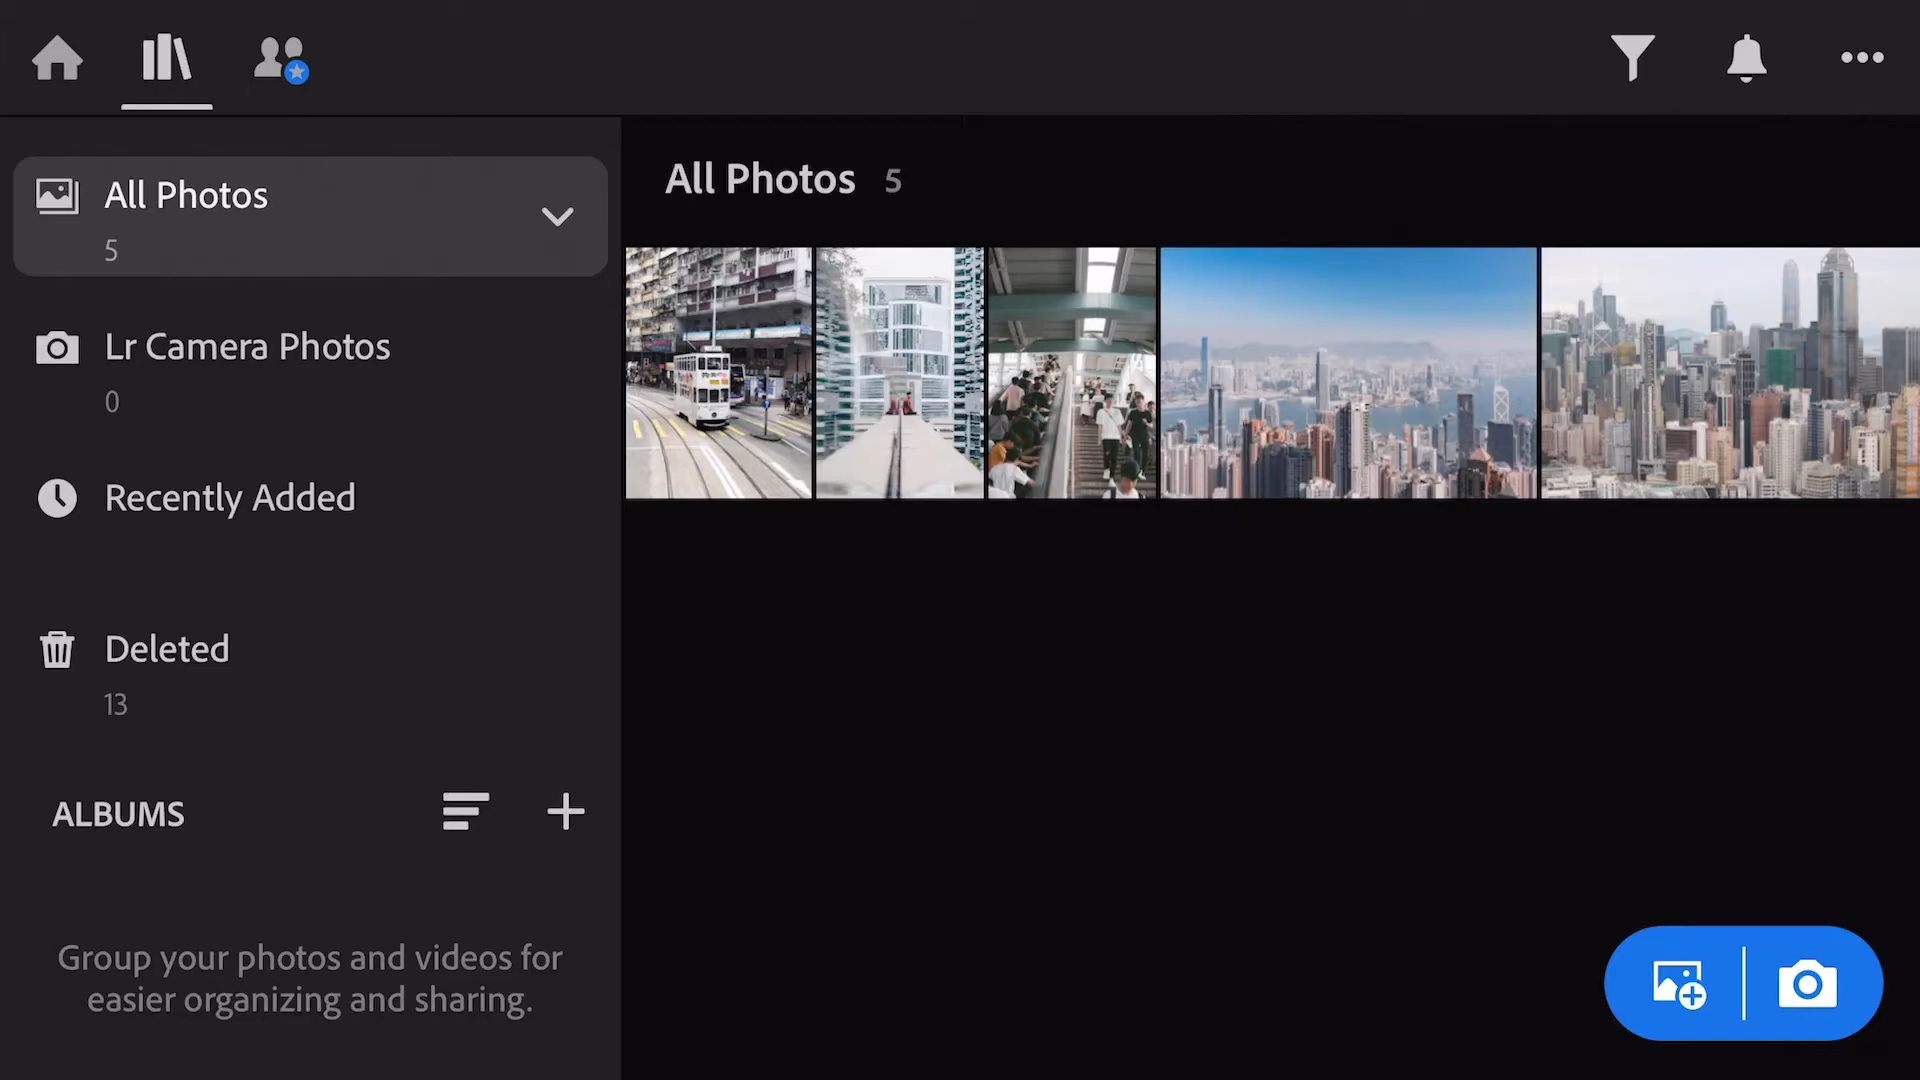 All Photos
5
Lr Camera Photos
0
Recently Added
Deleted
13
ALBUMS
Group your photos and videos for
easier organizing and sharing.
All Photos 5